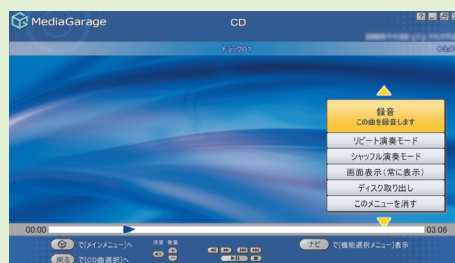 MediaGarage
CD
トラック01
録音
この曲を録音します
リピート演奏モード
シャッフル演奏モード
画面表示(常に表示)
ディスク取り出し
このメニューを消す
00:00
03:06
で[メインメニュー]へ
消音 音量
ナビ で[機能選択メニュー]表示
戻る で[CD曲選択]へ